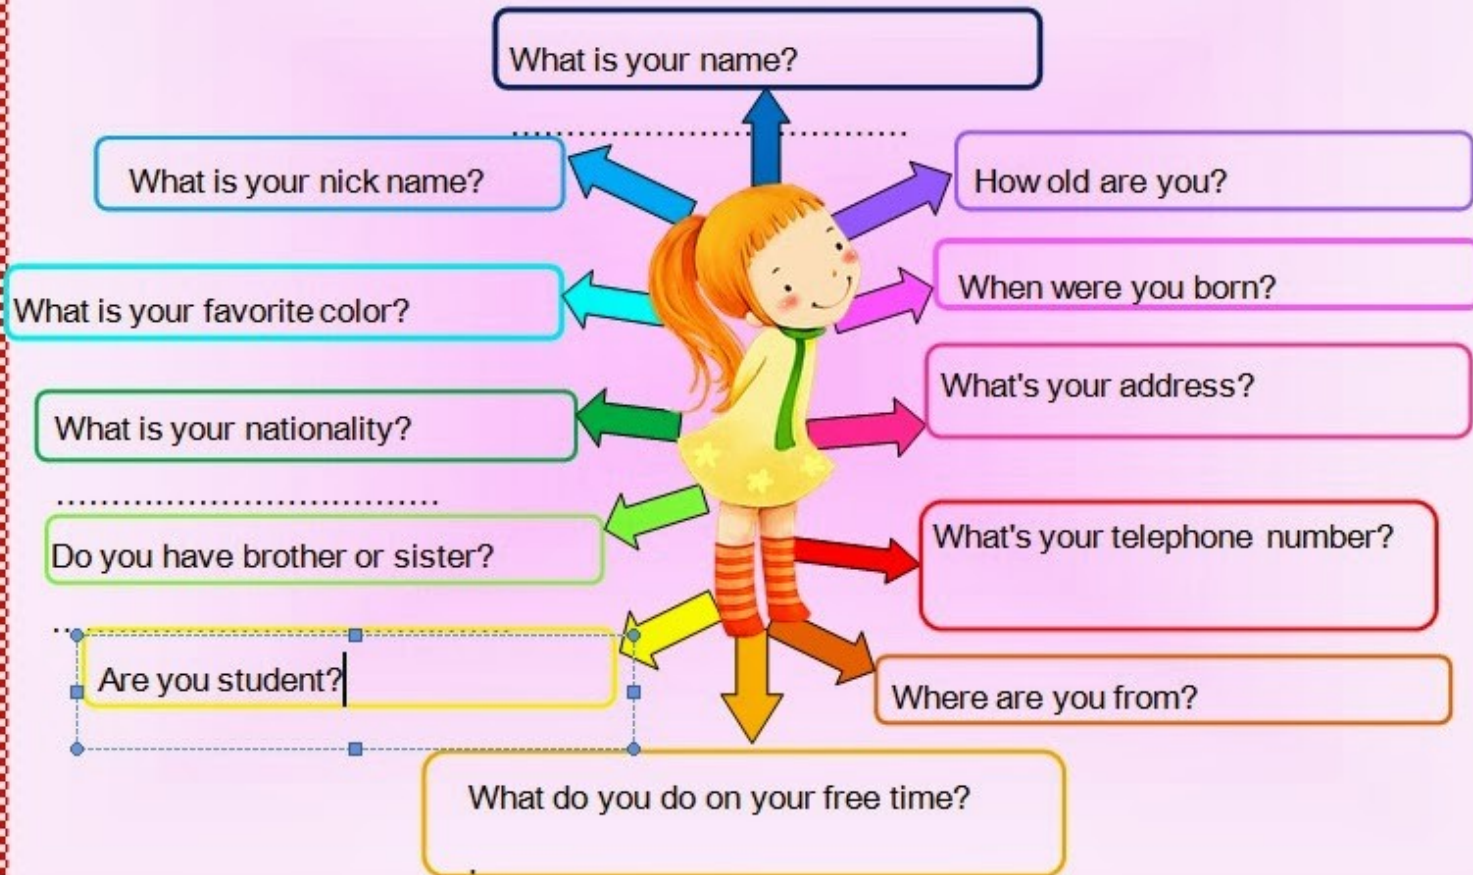 What is your name?
What is your nick name?
How old are you?
What is your favorite color?
When were you born?
What is your nationality?
What's your address?
Do you have brother or sister?
What's your telephone number?
Are you student?
Where are you from?
What do you do on your free time?